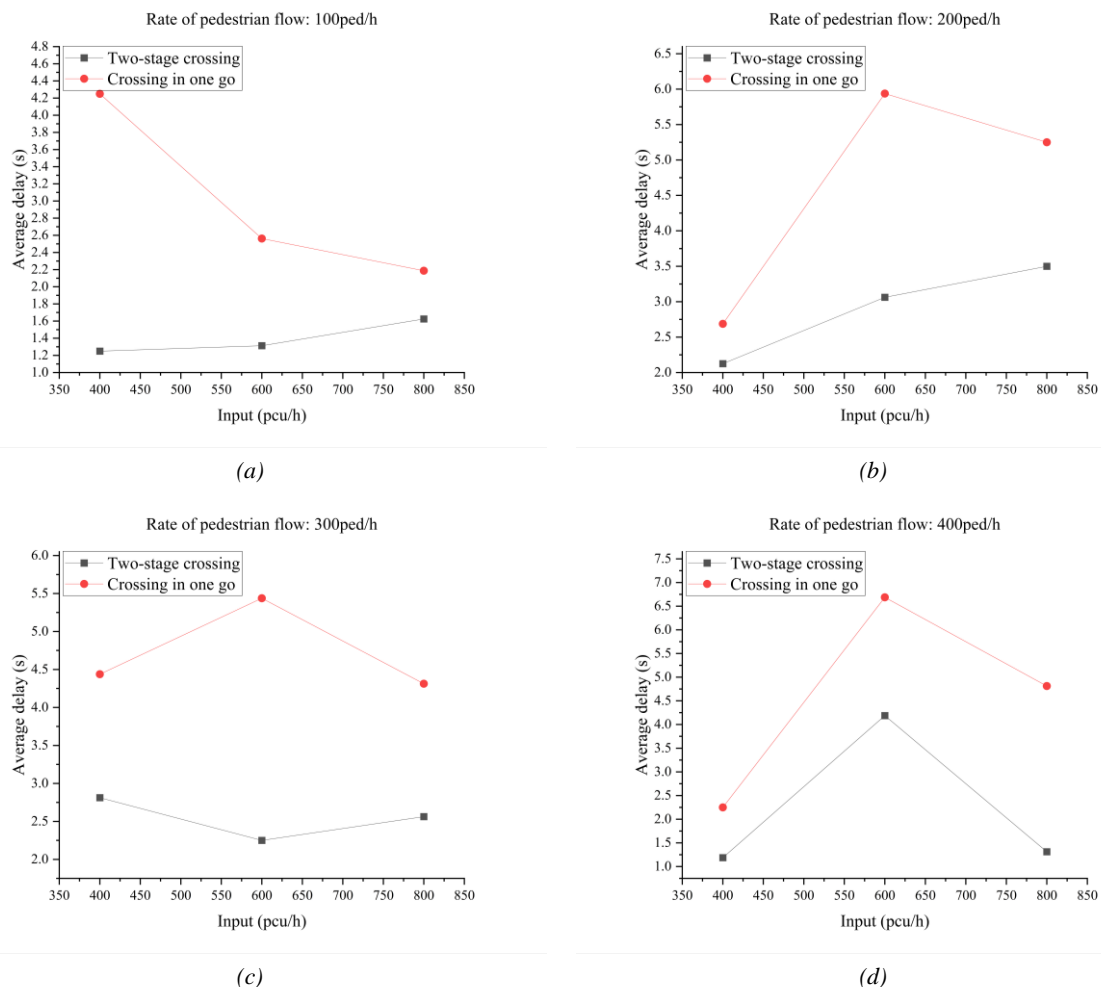 Rate of pedestrian flow: 100ped/h
Two-stage crossing
Crossing in one go
Average delay (s)
4.8
4.6
4.4
4.2
4.0
3.8
3.6
3.4
3.2
3.0
2.8
2.6
2.4
2.2
2.0
1.8
1.6
1.4
1.2
1.0
350 400 450 500 550 600 650 700 750 800 850
Input (pcu/h)
(a)
Rate of pedestrian flow: 200ped/h
Two-stage crossing
Crossing in one go
Average delay (s)
6.5
6.0
5.5
5.0
4.5
4.0
3.5
3.0
2.5
2.0
350 400 450 500 550 600 650 700 750 800 850
Input (pcu/h)
(b)
Rate of pedestrian flow: 300ped/h
Two-stage crossing
Crossing in one go
Average delay (s)
6.0
5.5
5.0
4.5
4.0
3.5
3.0
2.5
2.0
350 400 450 500 550 600 650 700 750 800 850
Input (pcu/h)
(c)
Rate of pedestrian flow: 400ped/h
Two-stage crossing
Crossing in one go
Average delay (s)
7.5
7.0
6.5
6.0
5.5
5.0
4.5
4.0
3.5
3.0
2.5
2.0
1.5
1.0
350 400 450 500 550 600 650 700 750 800 850
Input (pcu/h)
(d)